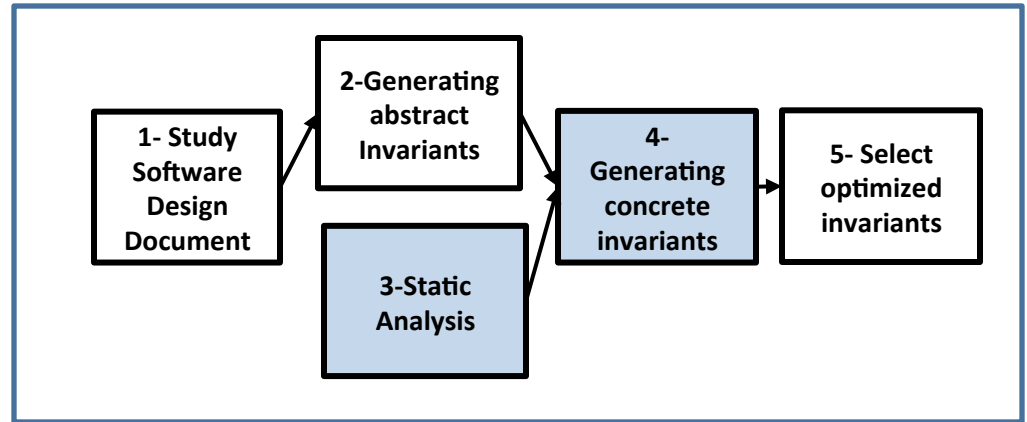 1- Study
Software
Design
Document
2-Generating
abstract
Invariants
3-Static
Analysis
4-
Generating
concrete
invariants
5- Select
optimized
invariants